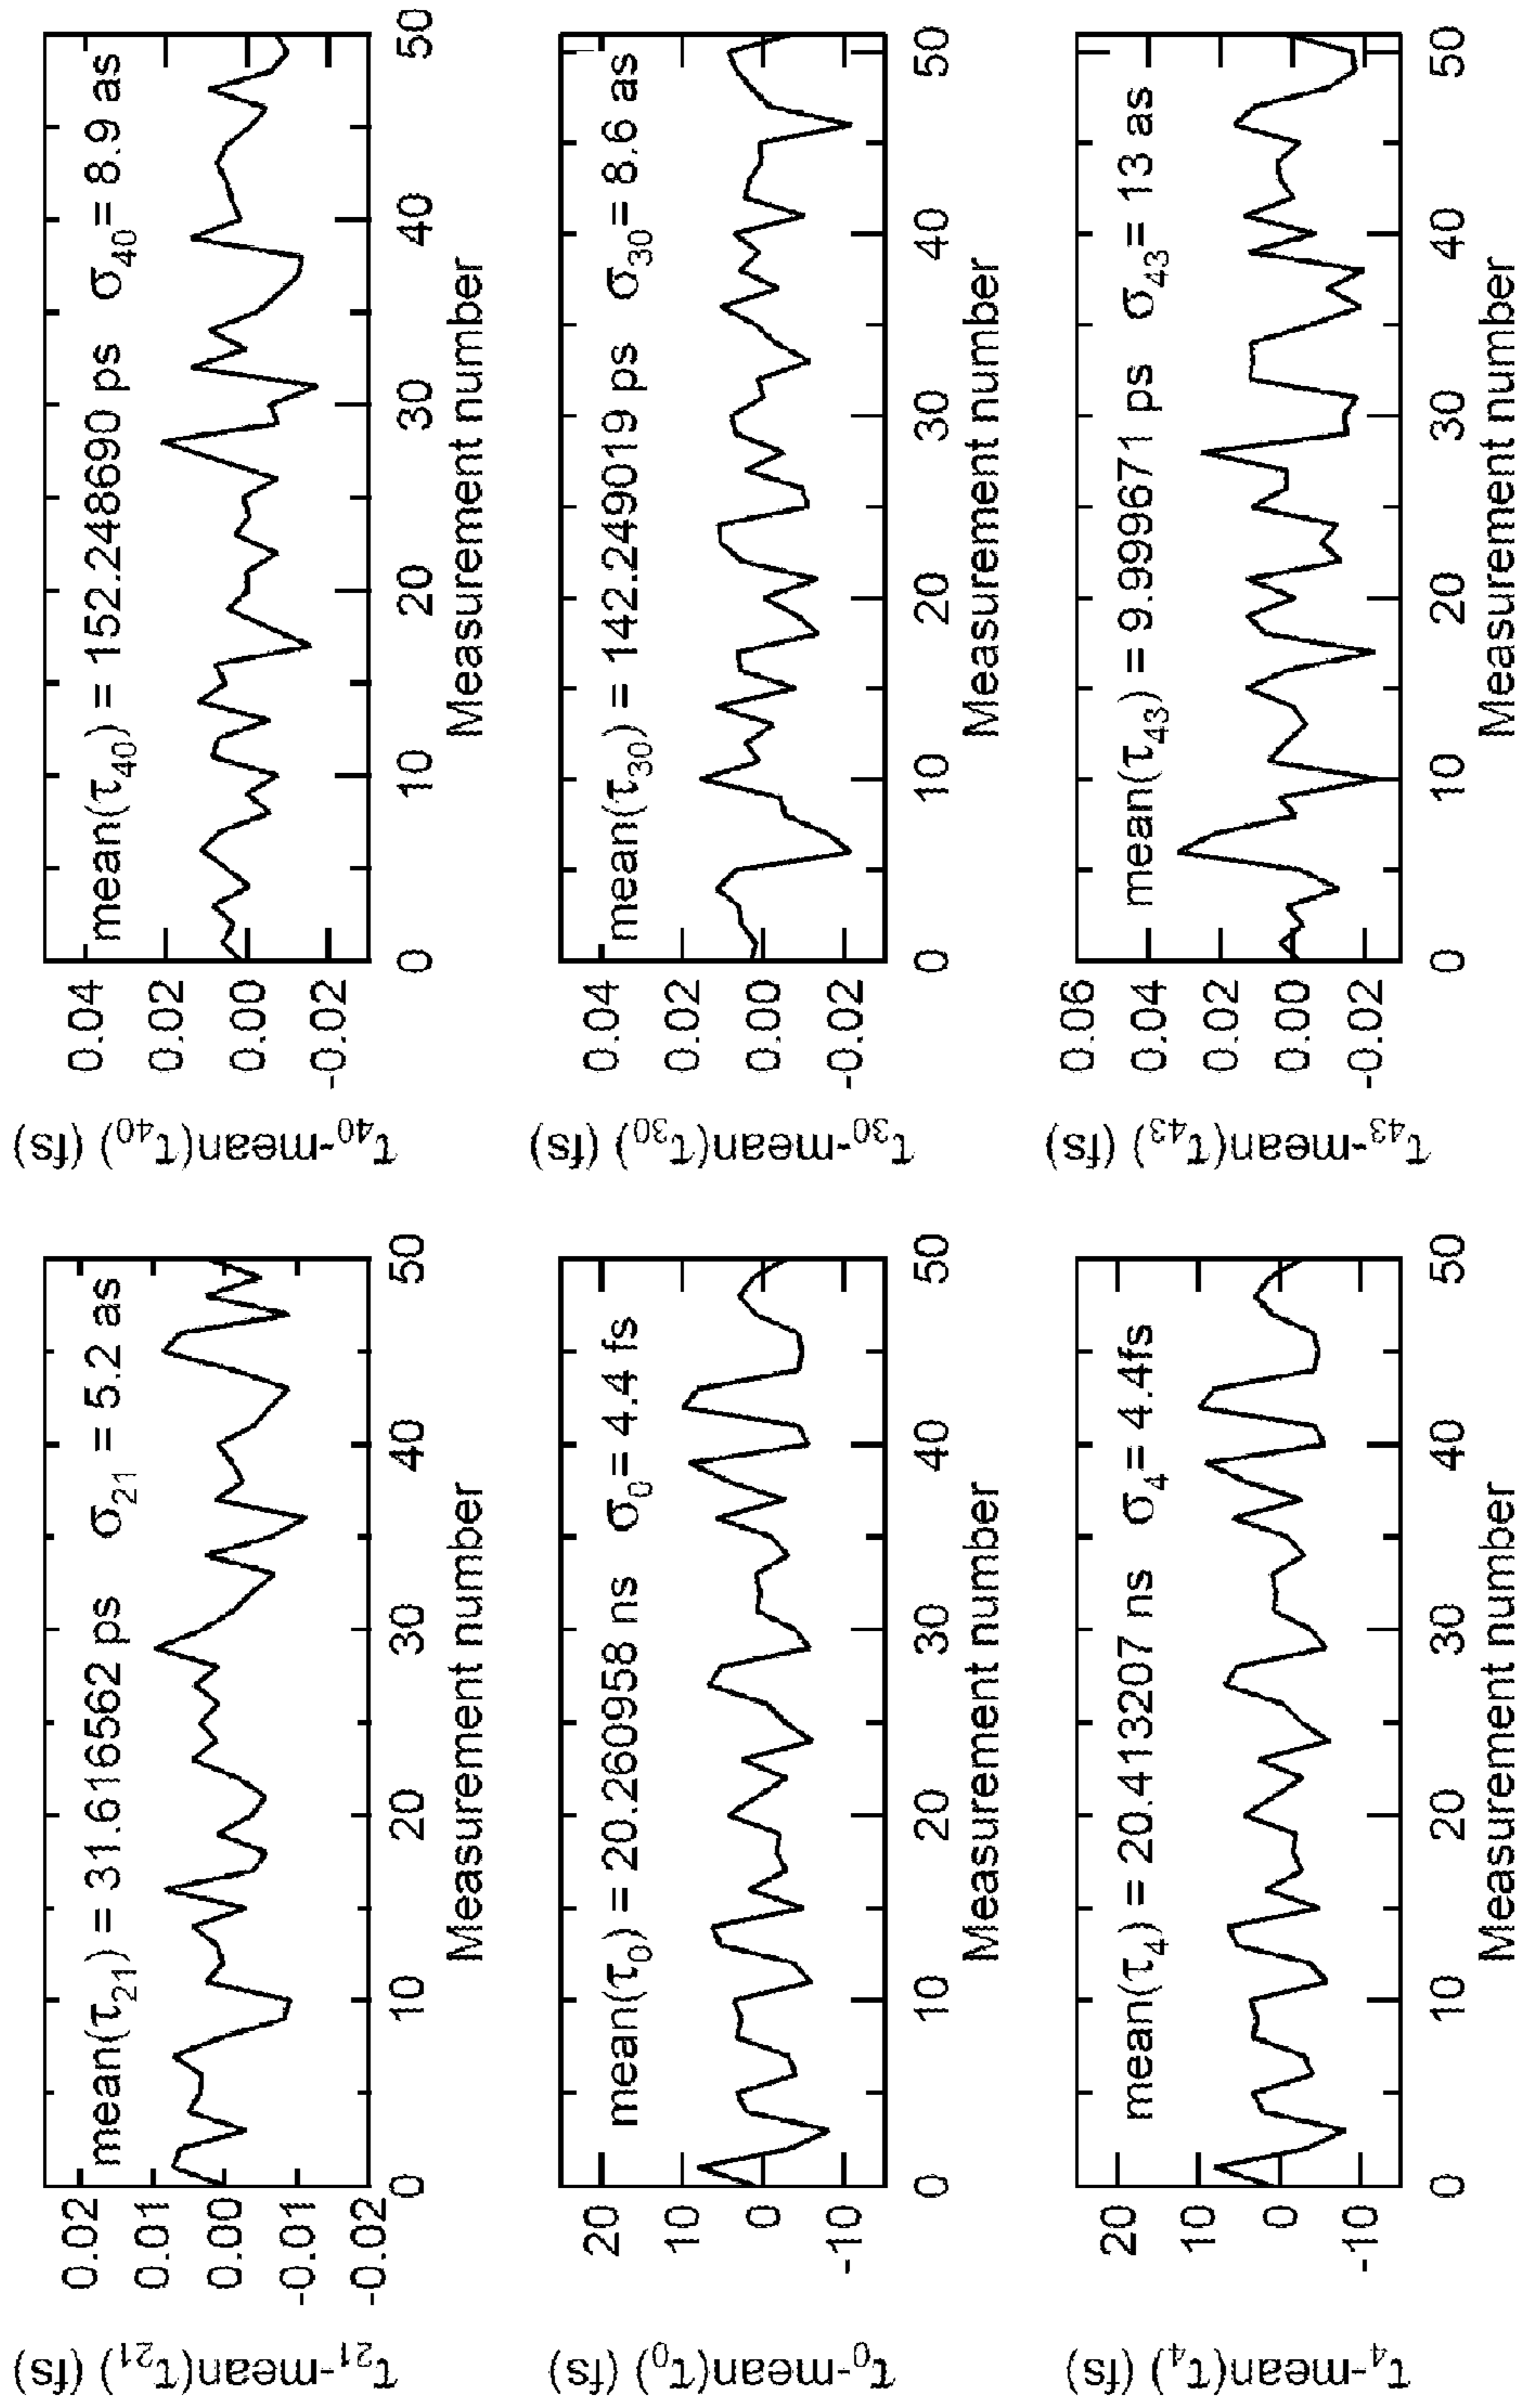 τ21-mean(τ21) (fs)
0.02
0.01
0.00
-0.01
-0.02
mean(τ21) = 31.616562 ps σ21 = 5.2 as
0 10 20 30 40 50
Measurement number
τ40-mean(τ40) (fs)
0.04
0.02
0.00
-0.02
mean(τ40) = 152.248690 ps σ40 = 8.9 as
0 10 20 30 40 50
Measurement number
τ0-mean(τ0) (fs)
20
10
0
-10
mean(τ0) = 20.260958 ns σ0 = 4.4 fs
0 10 20 30 40 50
Measurement number
τ30-mean(τ30) (fs)
0.04
0.02
0.00
-0.02
mean(τ30) = 142.249019 ps σ30 = 8.6 as
0 10 20 30 40 50
Measurement number
τ4-mean(τ4) (fs)
20
10
0
-10
mean(τ4) = 20.413207 ns σ4 = 4.4fs
0 10 20 30 40 50
Measurement number
τ43-mean(τ43) (fs)
0.06
0.04
0.02
0.00
-0.02
mean(τ43) = 9.999671 ps σ43 = 13 as
0 10 20 30 40 50
Measurement number